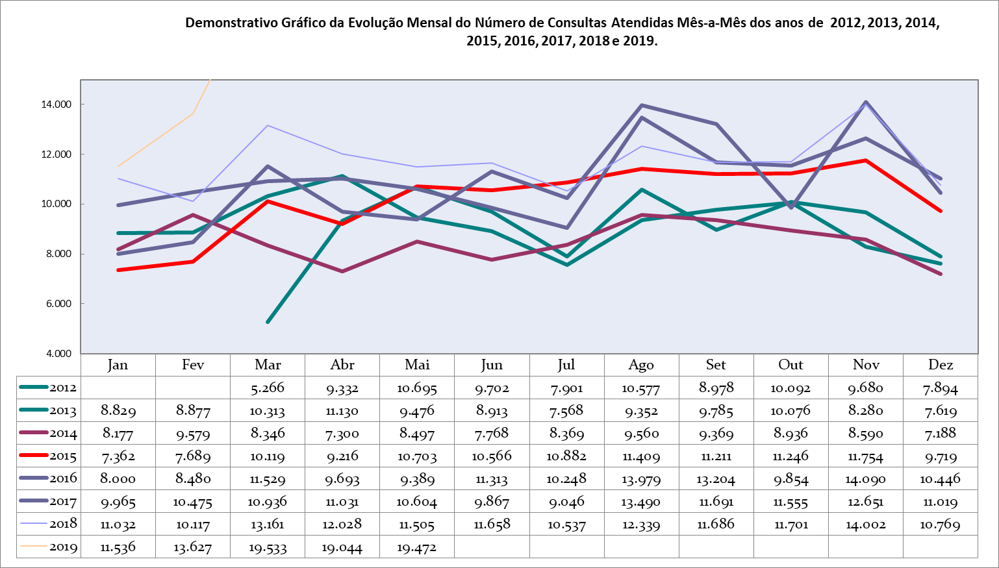 Demonstrativo Gráfico da Evolução Mensal do Número de Consultas Atendidas Mês-a-Mês dos anos de 2012, 2013, 2014,
2015, 2016, 2017, 2018 e 2019.
14.000
12.000
10.000
8.000
6.000
4.000
Jan Fev Mar Abr Mai Jun Jul Ago Set Out Nov Dez
2012 5.266 9.332 10.695 9.702 7.901 10.577 8.978 10.092 9.680 7.894
2013 8.829 8.877 10.313 11.130 9.476 8.913 7.568 9.352 9.785 10.076 8.280 7.619
2014 8.177 9.579 8.346 7.300 8.497 7.768 8.369 9.560 9.369 8.936 8.590 7.188
2015 7.362 7.689 10.119 9.216 10.703 10.566 10.882 11.409 11.211 11.246 11.754 9.719
2016 8.000 8.480 11.529 9.693 9.389 11.313 10.248 13.979 13.204 9.854 14.090 10.446
2017 9.965 10.475 10.936 11.031 10.604 9.867 9.046 13.490 11.691 11.555 12.651 11.019
2018 11.032 10.117 13.161 12.028 11.505 11.658 10.537 12.339 11.686 11.701 14.002 10.769
2019 11.536 13.627 19.533 19.044 19.472